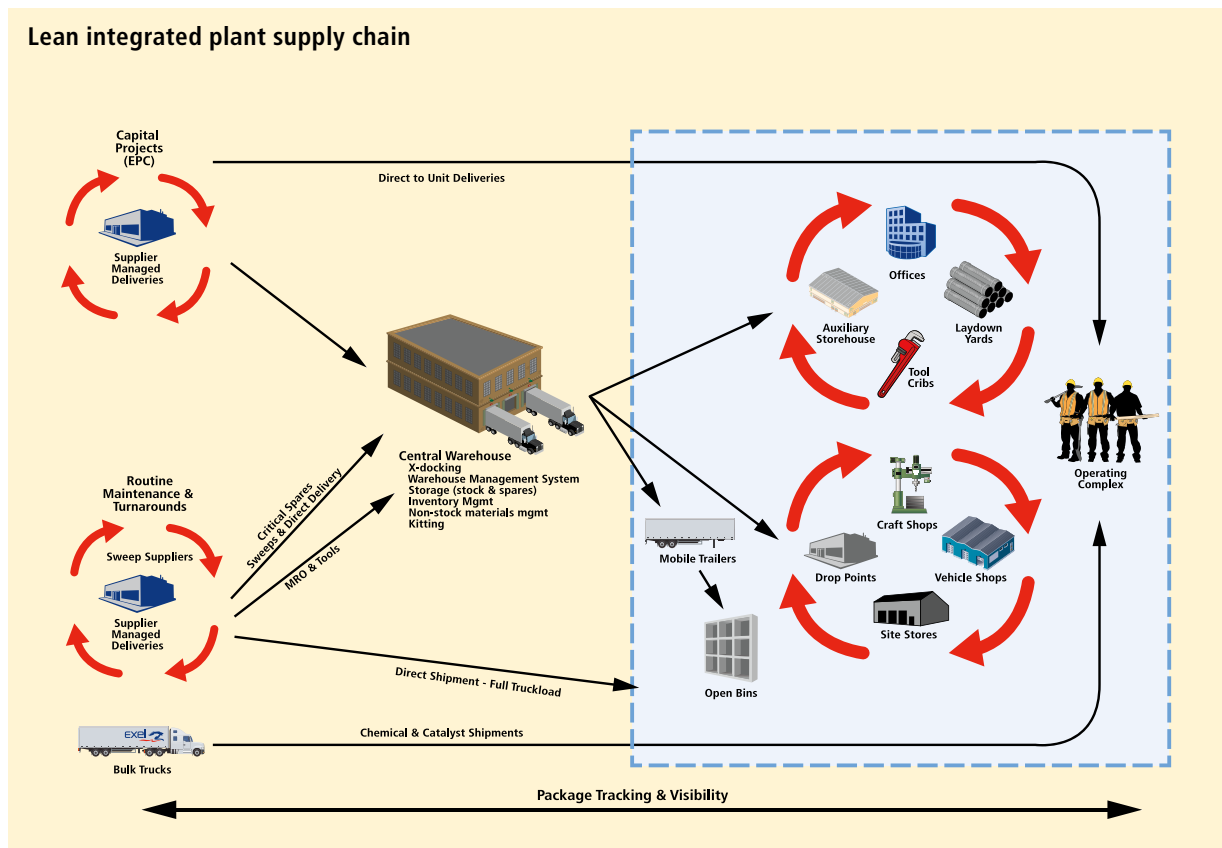 Lean integrated plant supply chain
Capital
Projects
(EPC)
Supplier
Managed
Deliveries
Direct to Unit Deliveries
Offices
Auxiliary
Storehouse
Laydown
Yards
Tool
Cribs
Operating
Complex
Central Warehouse
X-docking
Warehouse Management System
Storage (stock & spares)
Inventory Mgmt
Non-stock materials mgmt
Kitting
Routine
Maintenance &
Turnarounds
Sweep Suppliers
Supplier
Managed
Deliveries
Critical Spares
Sweeps & Direct Delivery
MRO & Tools
Direct Shipment - Full Truckload
Mobile Trailers
Open Bins
Craft Shops
Drop Points
Vehicle Shops
Site Stores
EXEL
Bulk Trucks
Chemical & Catalyst Shipments
Package Tracking & Visibility